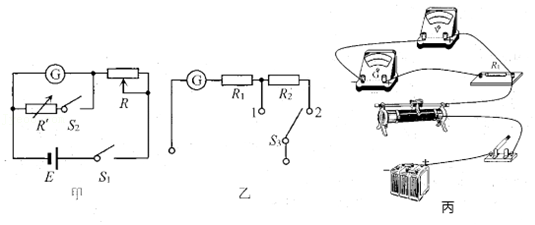 G
R
R′
S₂
E
S₁
甲
G
R₁
R₂
1
2
S₃
乙
V
G
R₁
+
-
丙